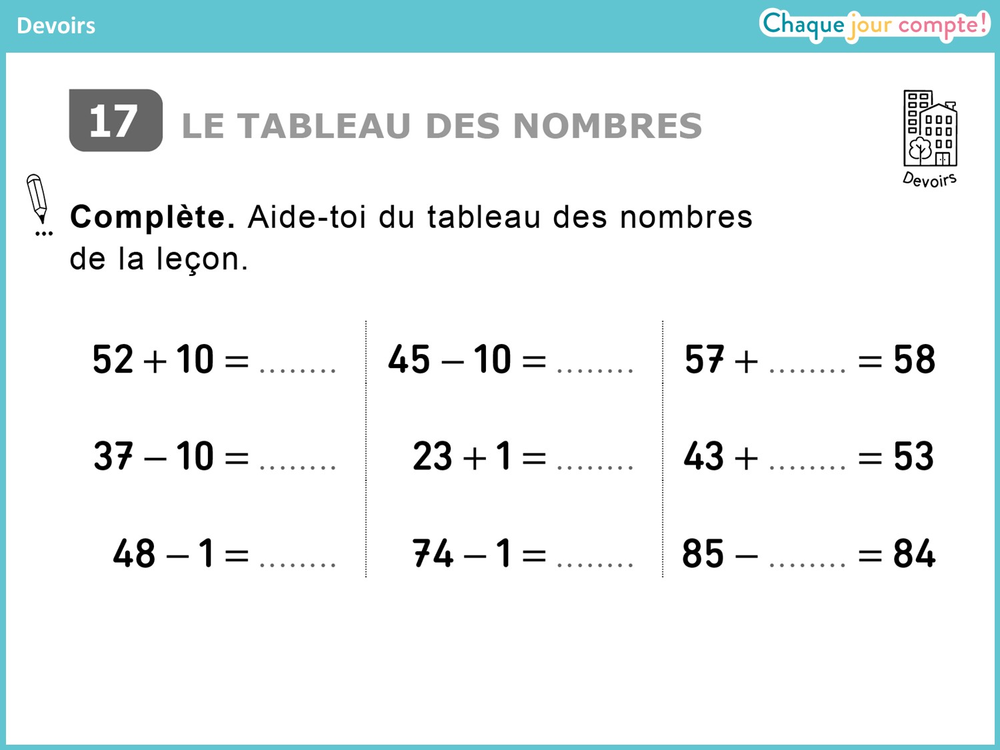 Devoirs
Chaque jour compte!
17 LE TABLEAU DES NOMBRES
Devoirs
Complète. Aide-toi du tableau des nombres
de la leçon.
52 + 10 = ........
45 – 10 = ........
57 + ........ = 58
37 – 10 = ........
23 + 1 = ........
43 + ........ = 53
48 – 1 = ........
74 – 1 = ........
85 – ........ = 84